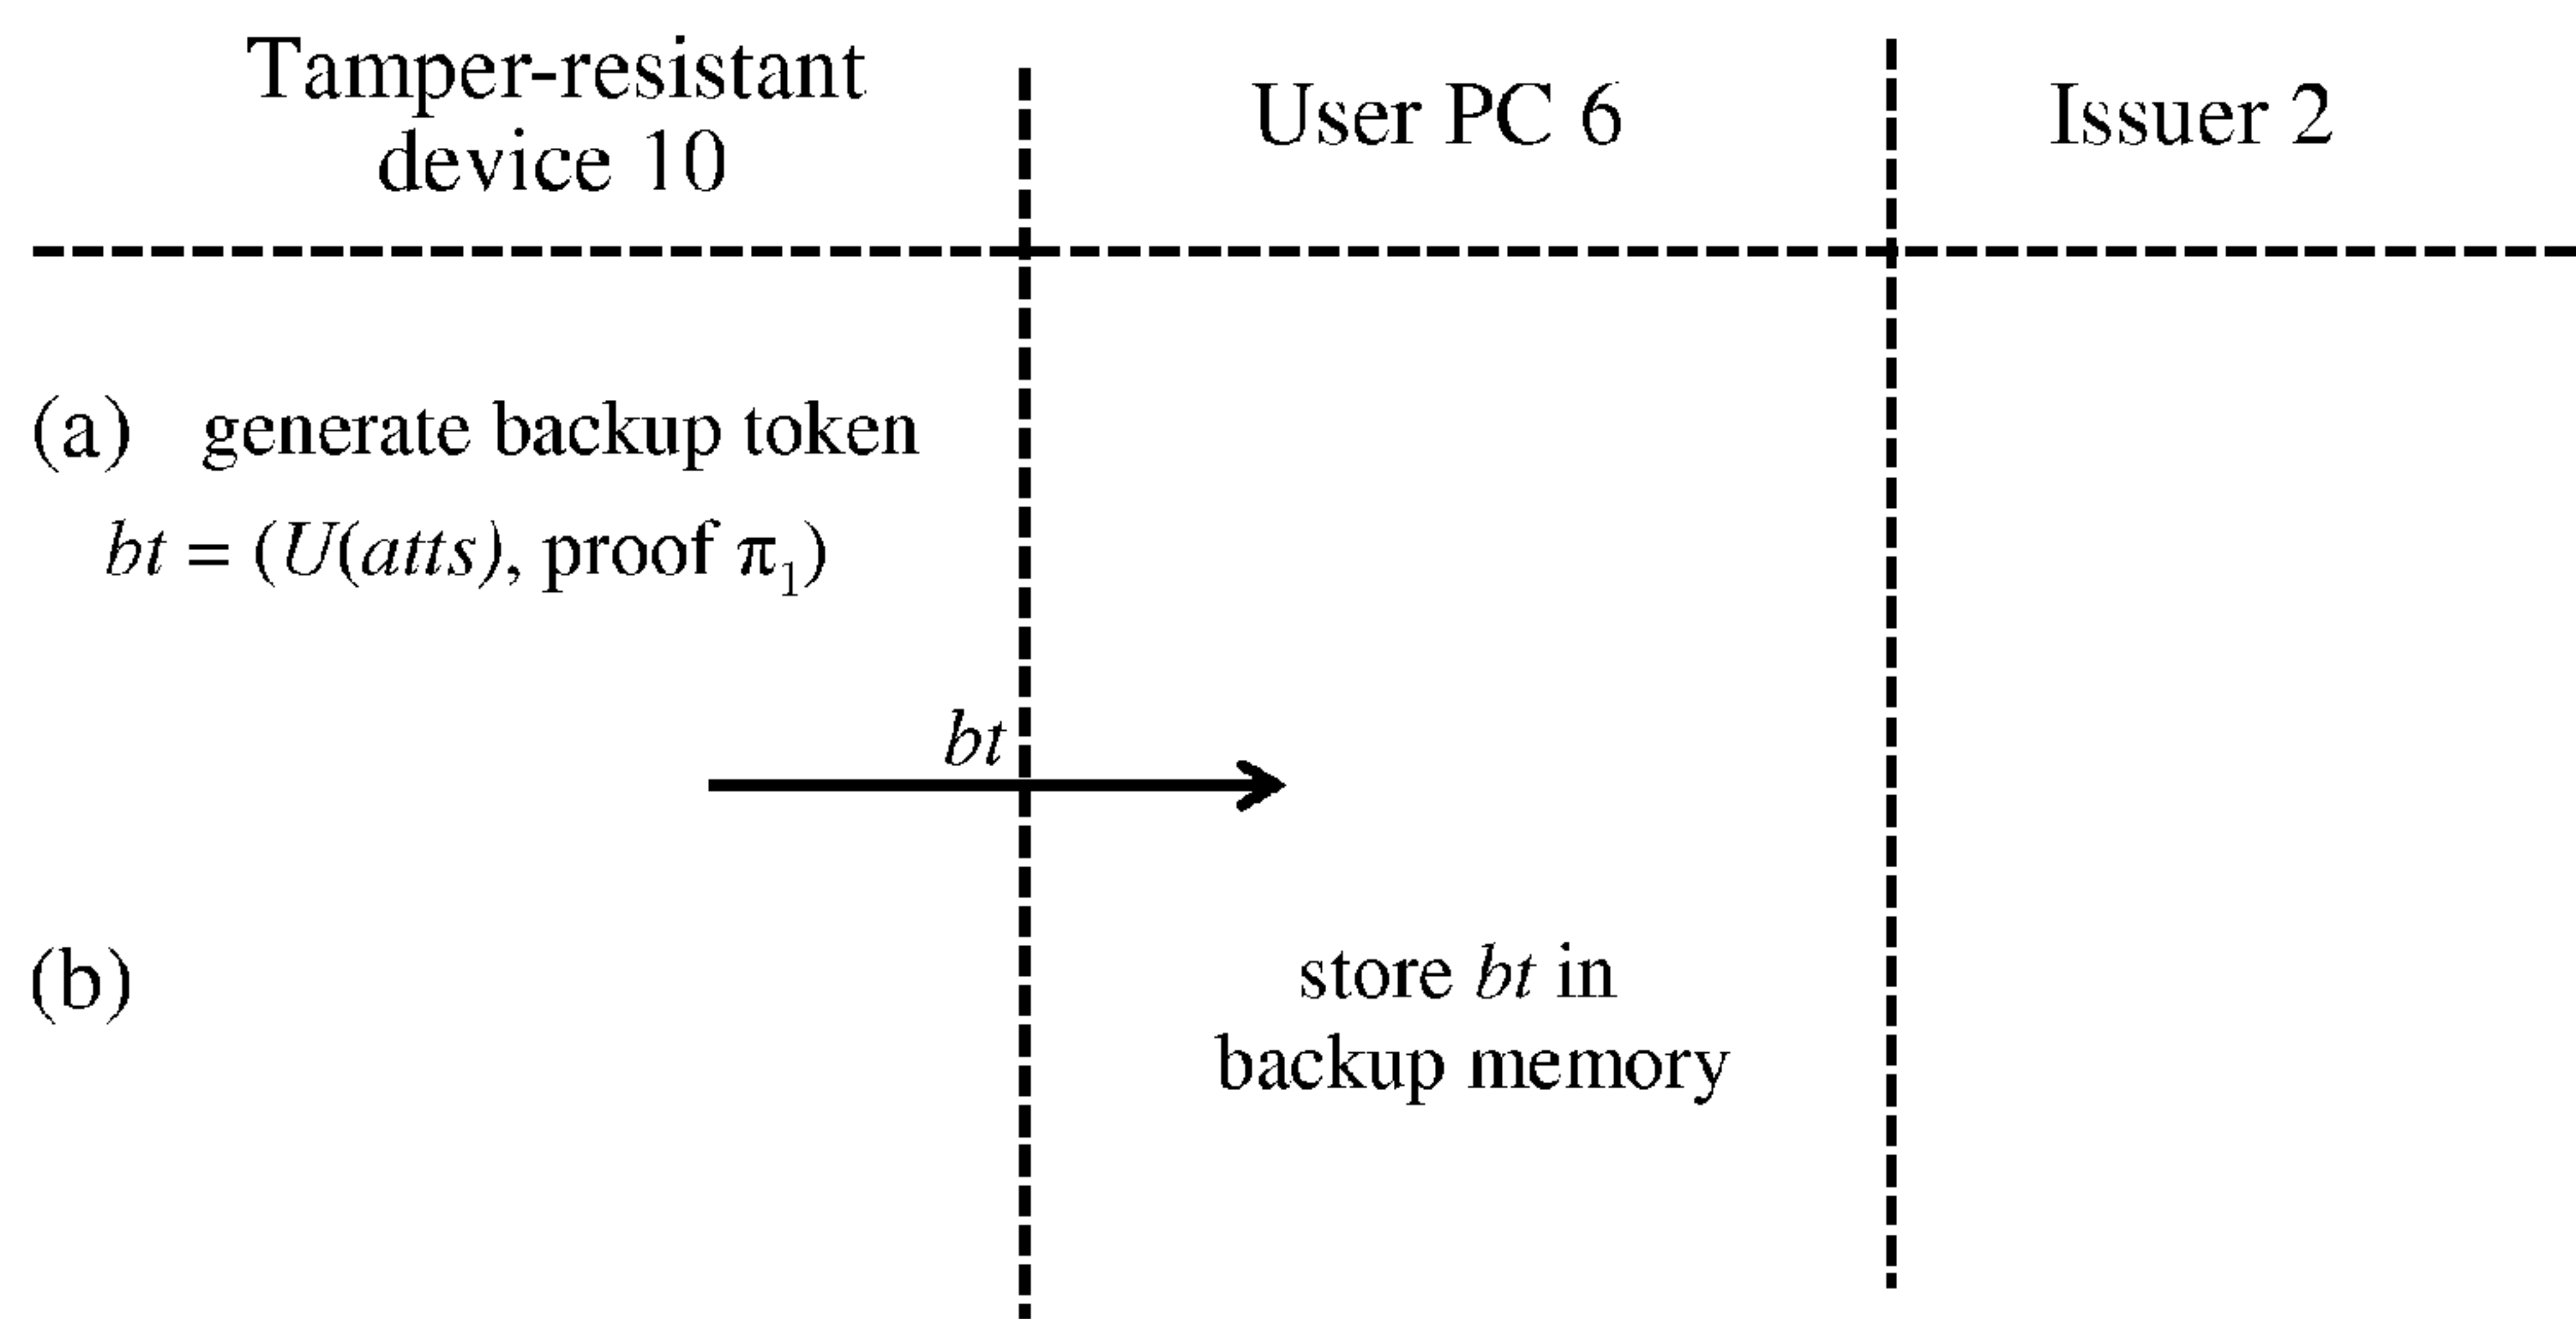 Tamper-resistant
device 10
User PC 6
Issuer 2
(a) generate backup token
bt = (U(atts), proof π₁)
bt
(b)
store bt in
backup memory